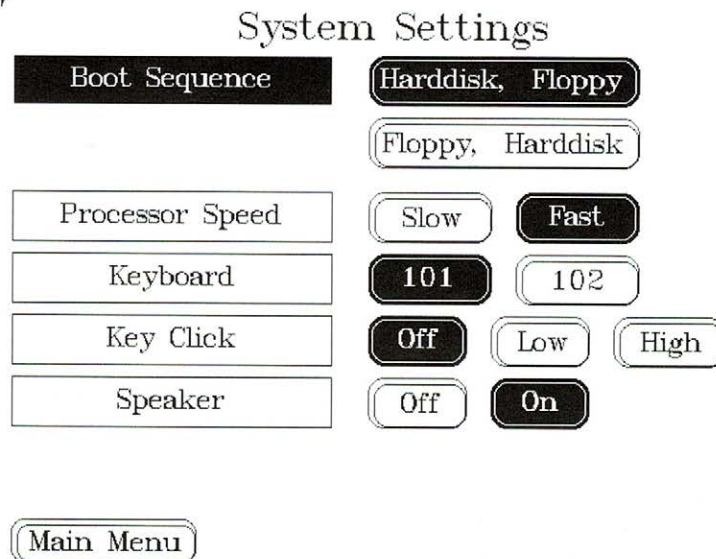 System Settings
Boot Sequence Harddisk, Floppy
Floppy, Harddisk
Processor Speed Slow Fast
Keyboard 101 102
Key Click Off Low High
Speaker Off On
Main Menu